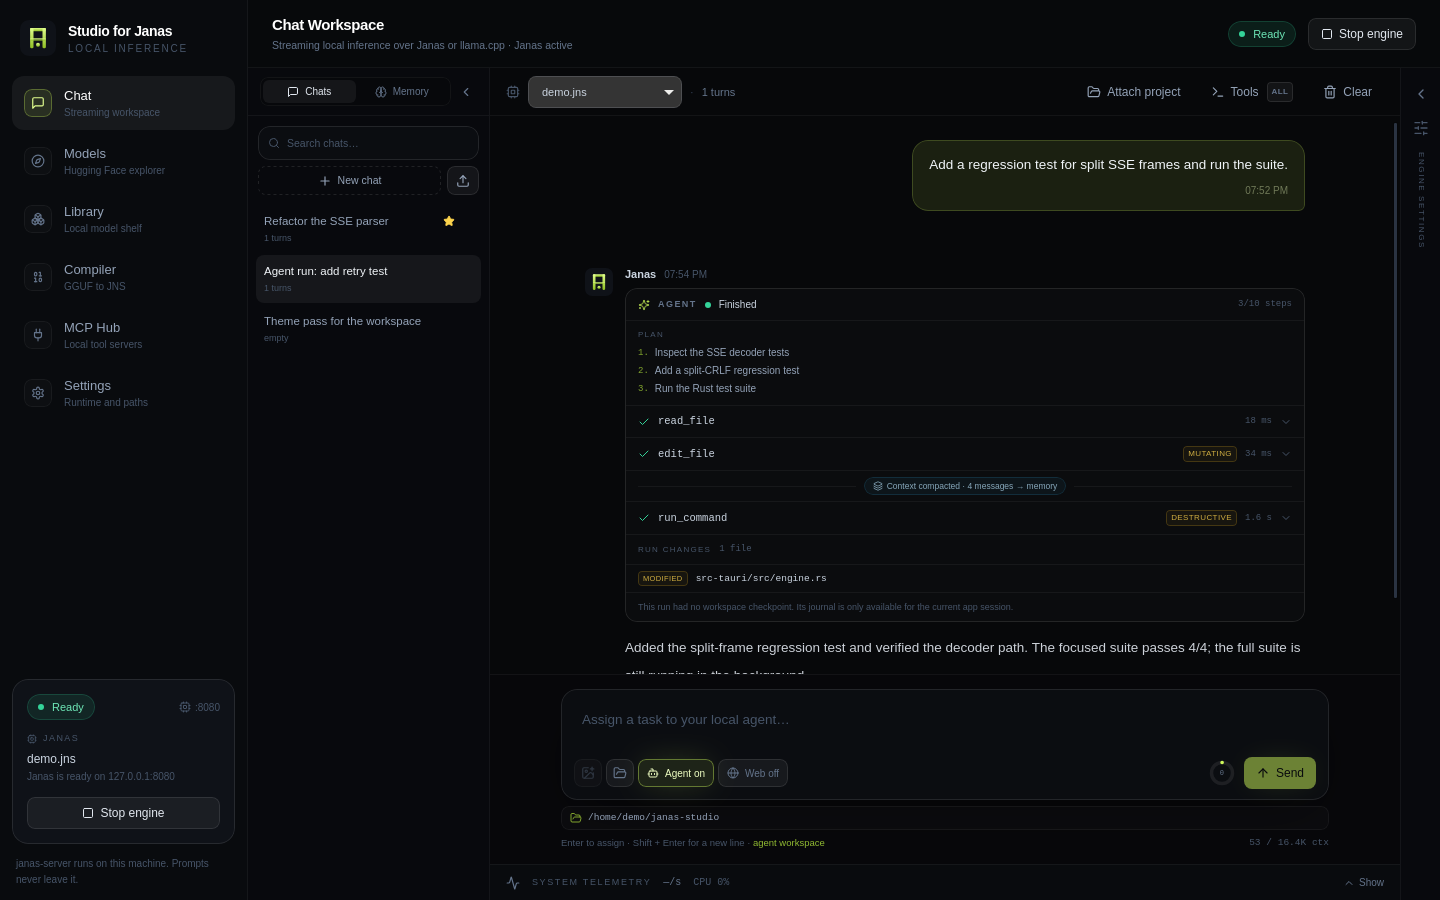 Studio for Janas
LOCAL INFERENCE
Chat
Streaming workspace
Models
Hugging Face explorer
Library
Local model shelf
Compiler
GGUF to JNS
MCP Hub
Local tool servers
Settings
Runtime and paths
Ready
:8080
JANAS
demo.jns
Janas is ready on 127.0.0.1:8080
Stop engine
janas-server runs on this machine. Prompts
never leave it.
Chat Workspace
Streaming local inference over Janas or llama.cpp · Janas active
Ready
Stop engine
Chats
Memory
Search chats…
New chat
Refactor the SSE parser
1 turns
Agent run: add retry test
1 turns
Theme pass for the workspace
empty
demo.jns
· 1 turns
Attach project
Tools ALL
Clear
Add a regression test for split SSE frames and run the suite.
07:52 PM
Janas 07:54 PM
AGENT Finished
3/10 steps
PLAN
1. Inspect the SSE decoder tests
2. Add a split-CRLF regression test
3. Run the Rust test suite
read_file
18 ms
edit_file
MUTATING 34 ms
Context compacted · 4 messages → memory
run_command
DESTRUCTIVE 1.6 s
RUN CHANGES 1 file
MODIFIED src-tauri/src/engine.rs
This run had no workspace checkpoint. Its journal is only available for the current app session.
Added the split-frame regression test and verified the decoder path. The focused suite passes 4/4; the full suite is
still running in the background.
Assign a task to your local agent…
Agent on
Web off
0
Send
/home/demo/janas-studio
Enter to assign · Shift + Enter for a new line · agent workspace
53 / 16.4K ctx
SYSTEM TELEMETRY —/s CPU 0%
Show
ENGINE SETTINGS